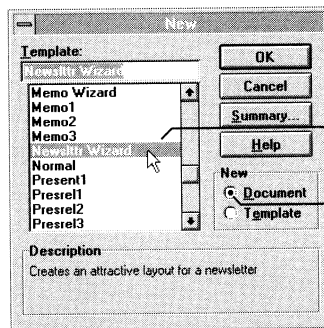 New
Template:
Newslttr Wizard
Memo Wizard
Memo1
Memo2
Memo3
Newslttr Wizard
Normal
Present1
Presrel1
Presrel2
Presrel3
OK
Cancel
Summary...
Help
New
Document
Template
Description
Creates an attractive layout for a newsletter